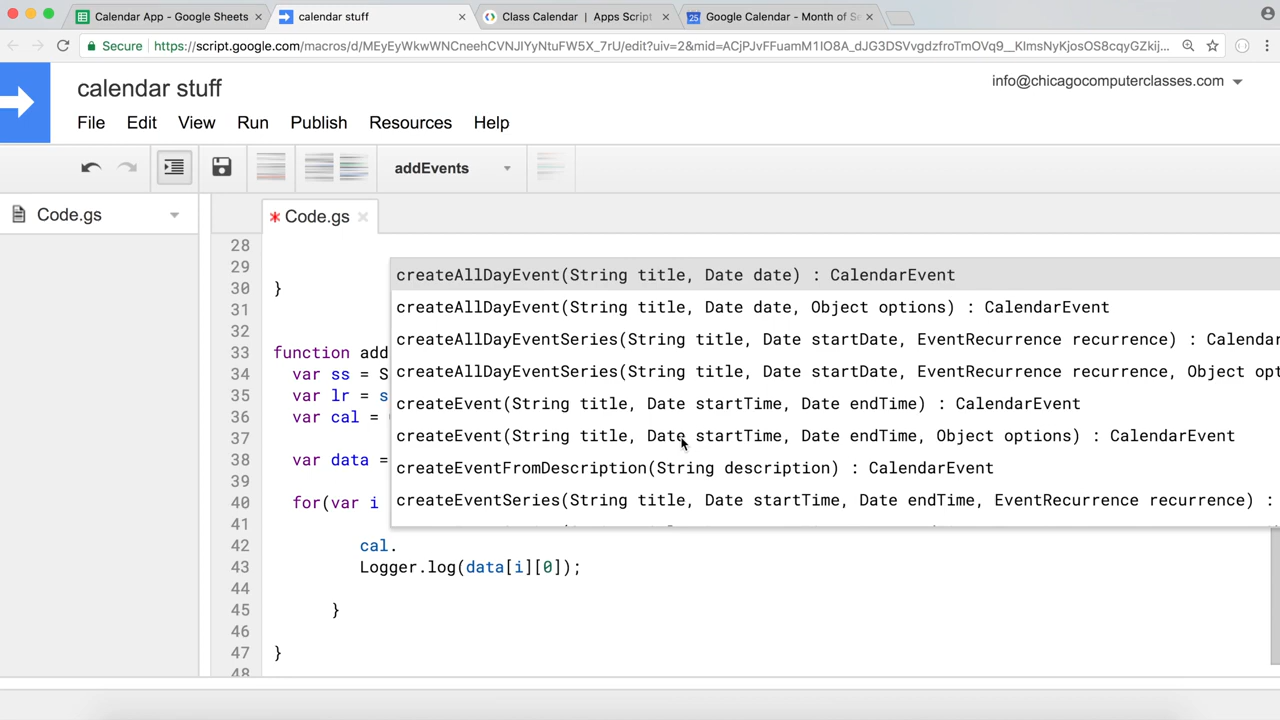 Calendar App - Google Sheets
calendar stuff
Class Calendar | Apps Script
Google Calendar - Month of Se
Secure
https://script.google.com/macros/d/MEyEyWkwWNCneehCVNJIYyNtuFW5X_7rU/edit?uiv=2&mid=ACjPJvFFuamM1IO8A_dJG3DSVvgdzfroTmOVq9__KImsNyKjosOS8cqyGZkij...
calendar stuff
info@chicagocomputerclasses.com
File Edit View Run Publish Resources Help
addEvents
Code.gs
* Code.gs
28
29
30 }
31
32
33 function add
34 var ss = S
35 var lr = s
36 var cal =
37
38 var data =
39
40 for(var i
41
42 cal.
43 Logger.log(data[i][0]);
44
45 }
46
47 }
48
createAllDayEvent(String title, Date date) : CalendarEvent
createAllDayEvent(String title, Date date, Object options) : CalendarEvent
createAllDayEventSeries(String title, Date startDate, EventRecurrence recurrence) : Calendar
createAllDayEventSeries(String title, Date startDate, EventRecurrence recurrence, Object opt
createEvent(String title, Date startTime, Date endTime) : CalendarEvent
createEvent(String title, Date startTime, Date endTime, Object options) : CalendarEvent
createEventFromDescription(String description) : CalendarEvent
createEventSeries(String title, Date startTime, Date endTime, EventRecurrence recurrence) :